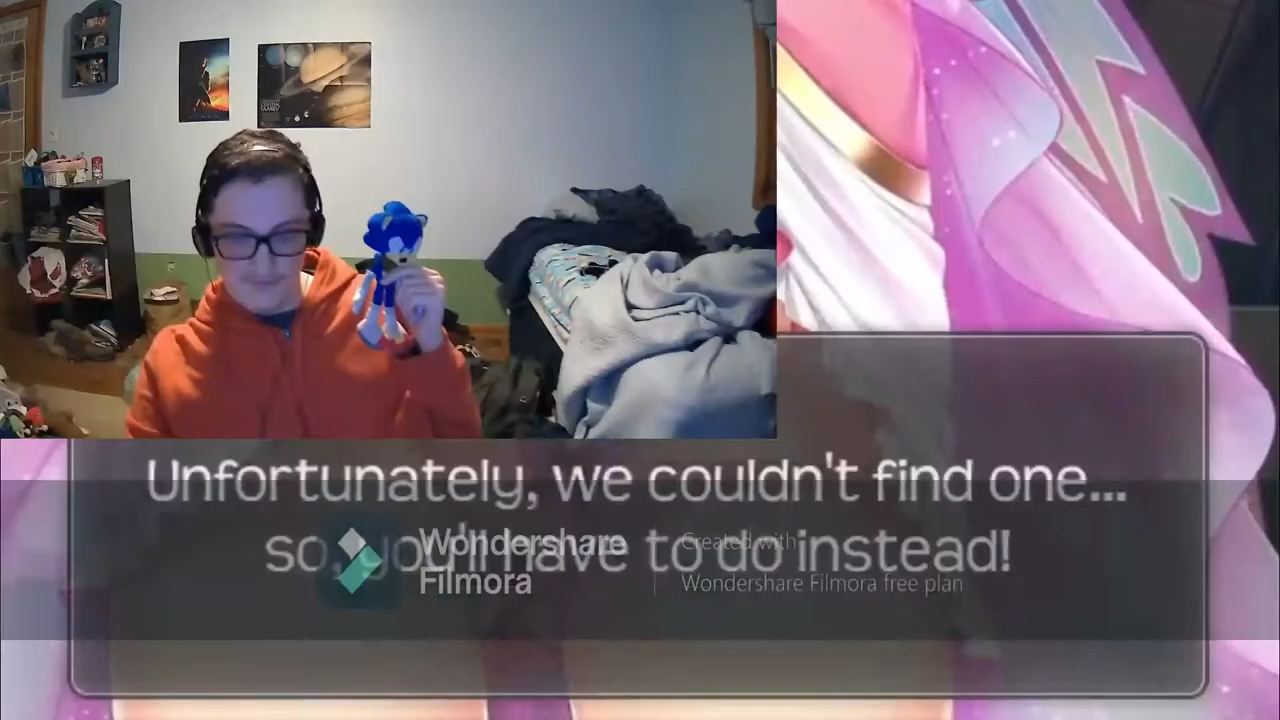 Unfortunately, we couldn't find one...
so, you'll have to do instead!
Wondershare
Filmora
Created with
Wondershare Filmora free plan